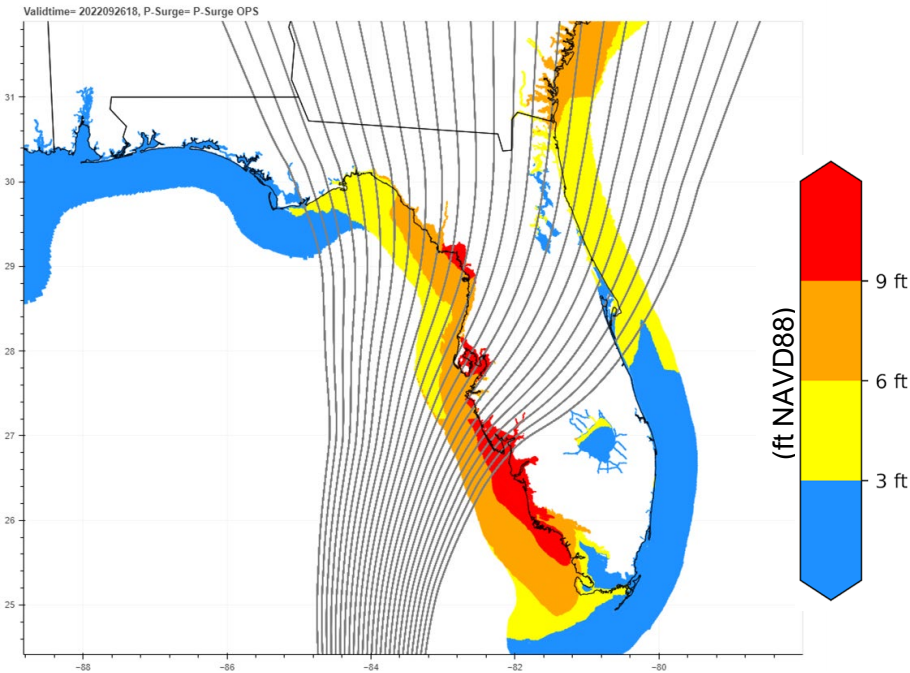 Validtime= 2022092618, P-Surge= P-Surge OPS
31
30
29
28
27
26
25
−88
−86
−84
−82
−80
(ft NAVD88)
9 ft
6 ft
3 ft